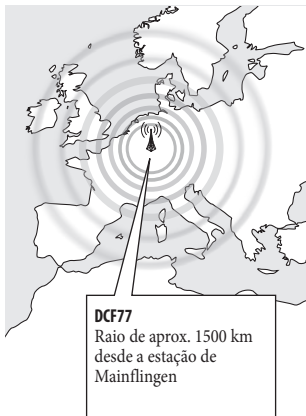 DCF77
Raio de aprox. 1500 km
desde a estação de
Mainflingen